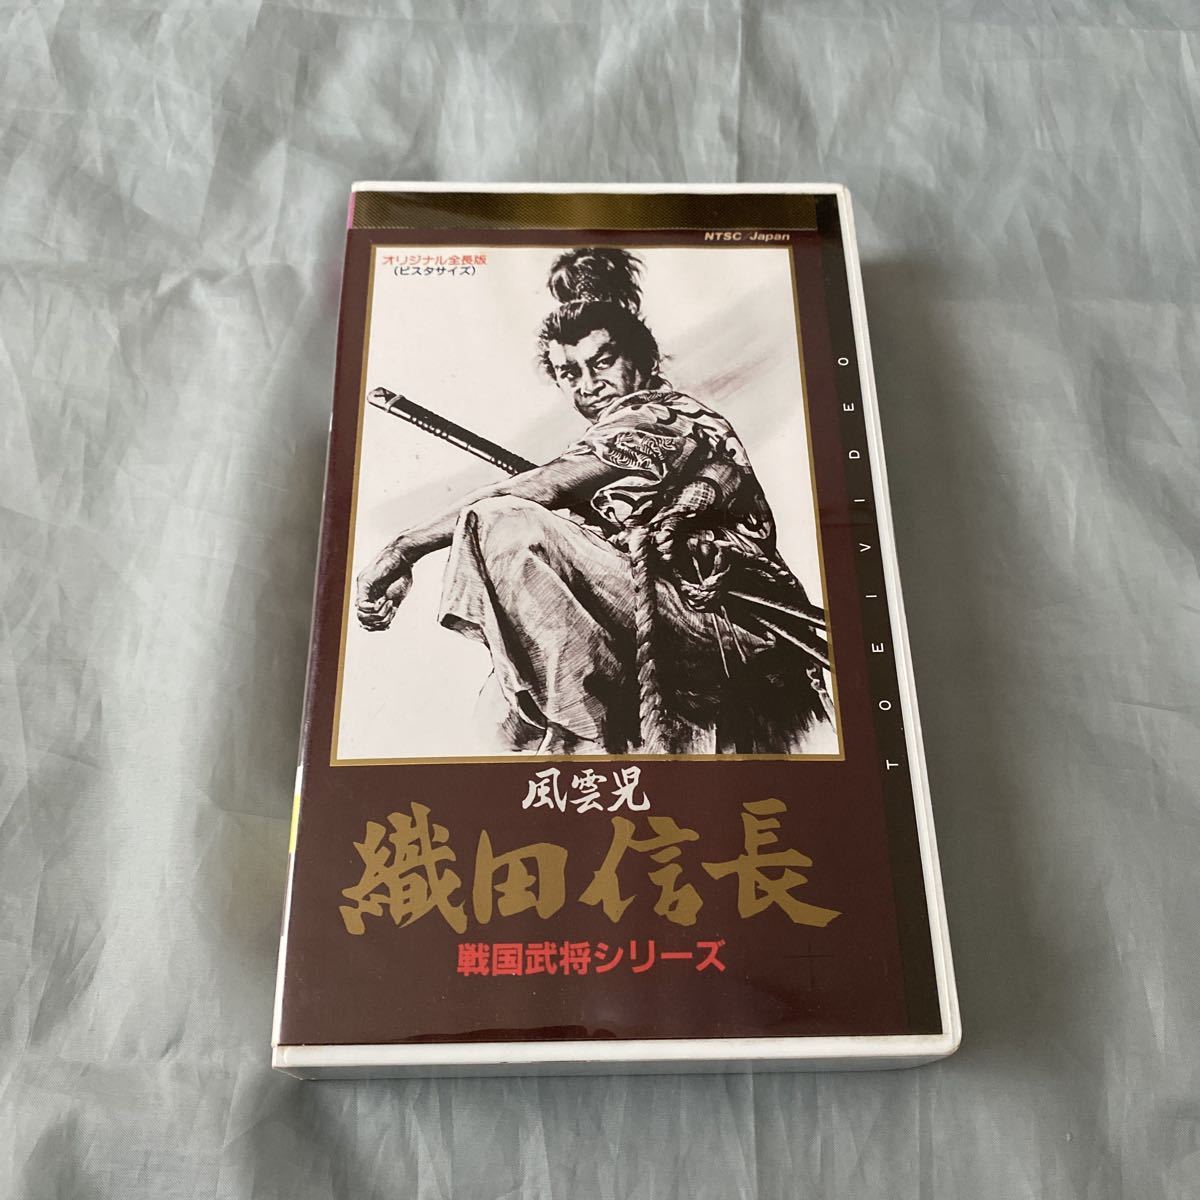 NTSC/Japan
オリジナル全長版
(ビスタサイズ)
TOEI VIDEO
風雲児
織田信長
戦国武将シリーズ